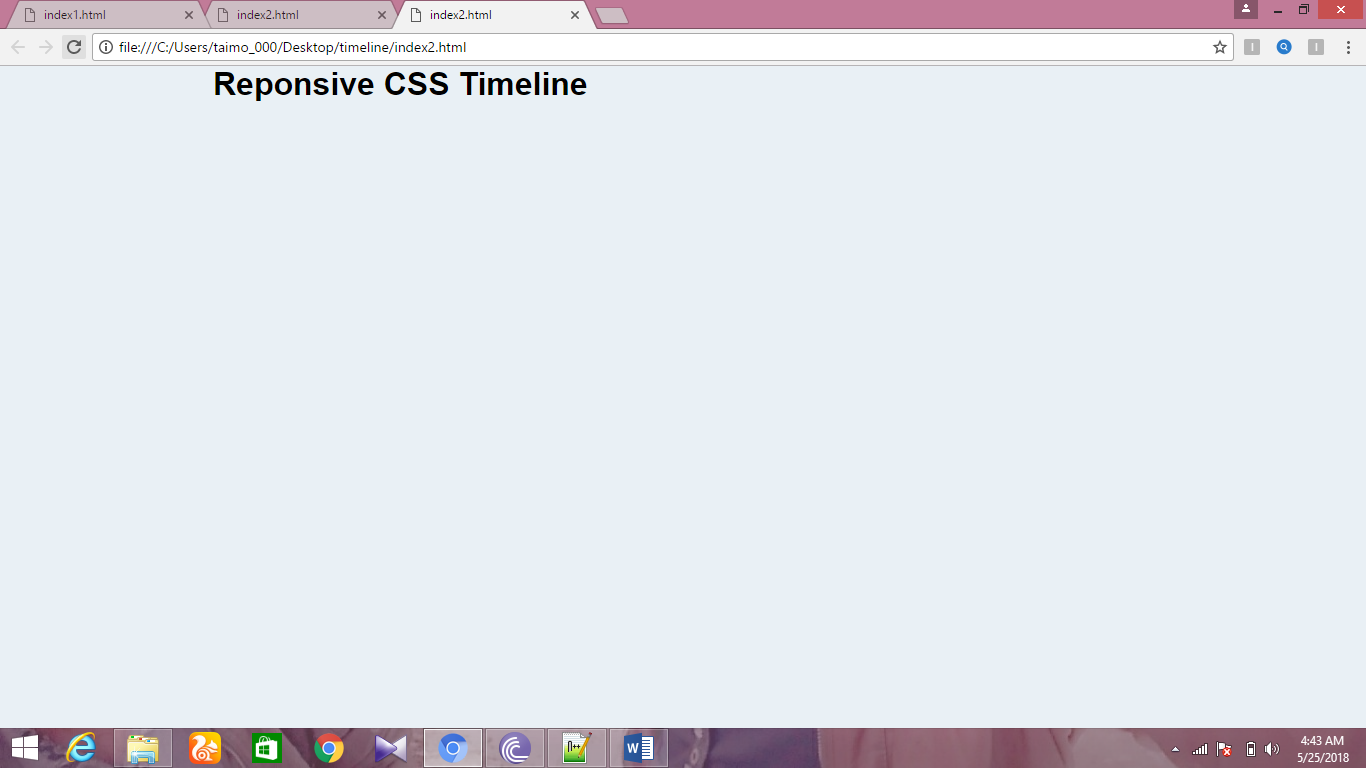 index1.html
index2.html
index2.html
file:///C:/Users/taimo_000/Desktop/timeline/index2.html
Reponsive CSS Timeline
4:43 AM
5/25/2018